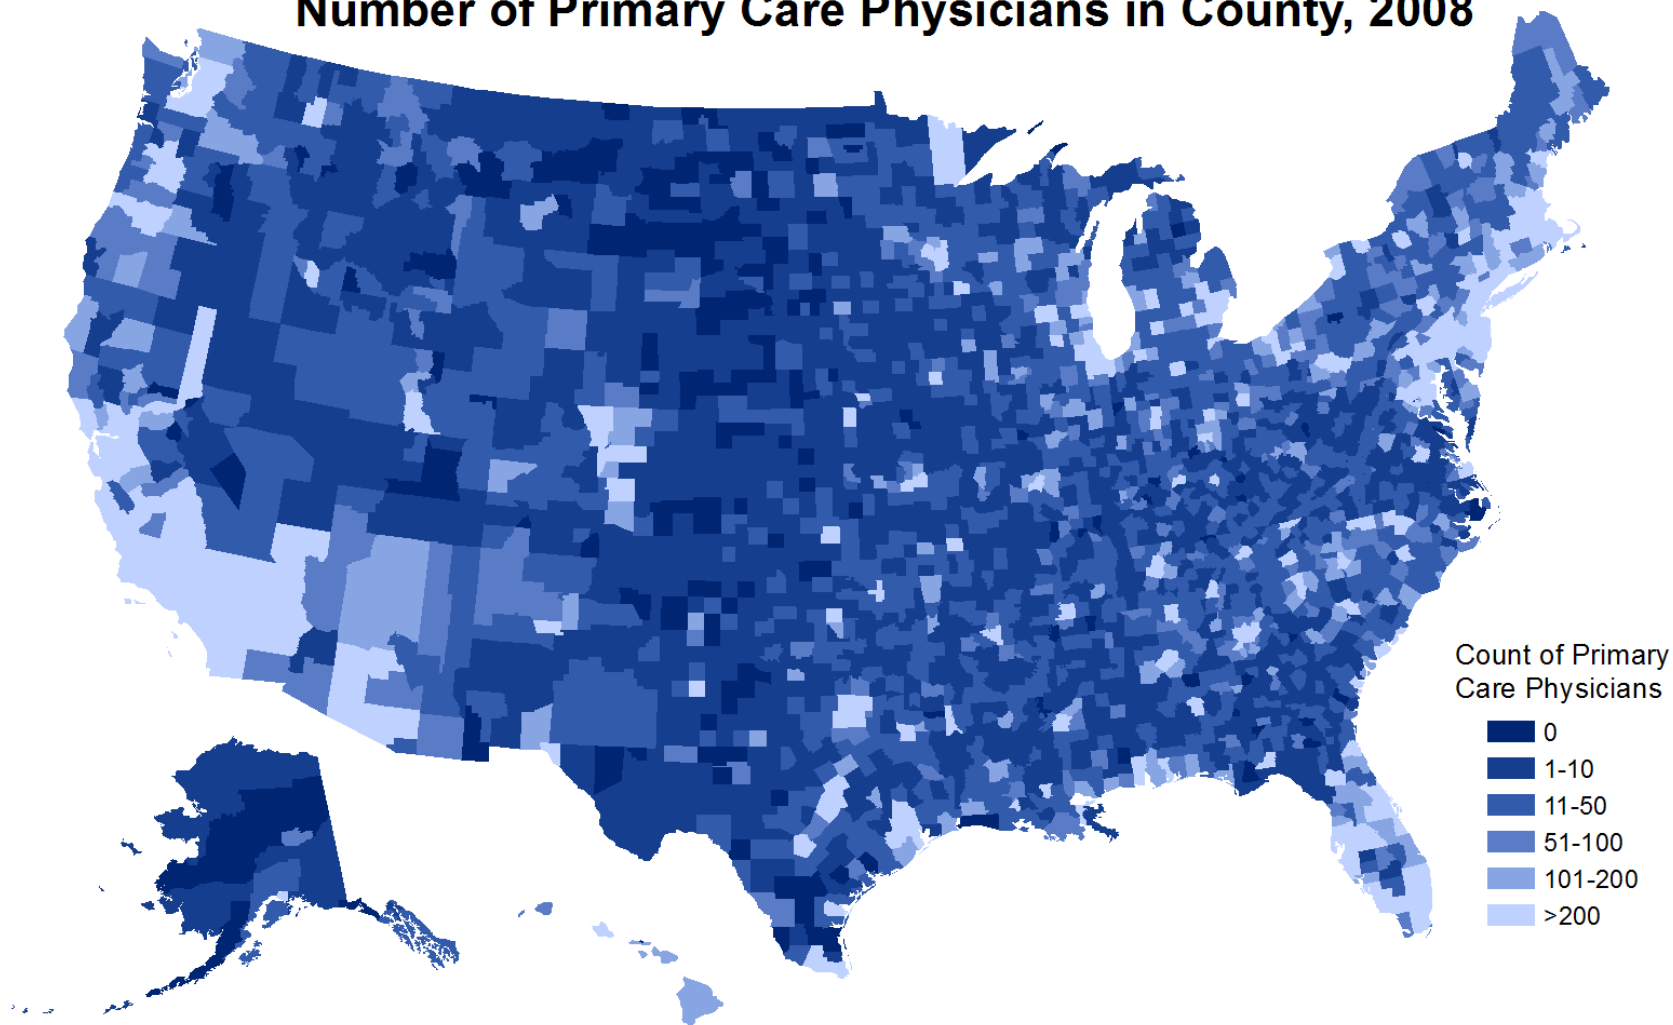 Number of Primary Care Physicians in County, 2008
Count of Primary
Care Physicians
0
1-10
11-50
51-100
101-200
>200